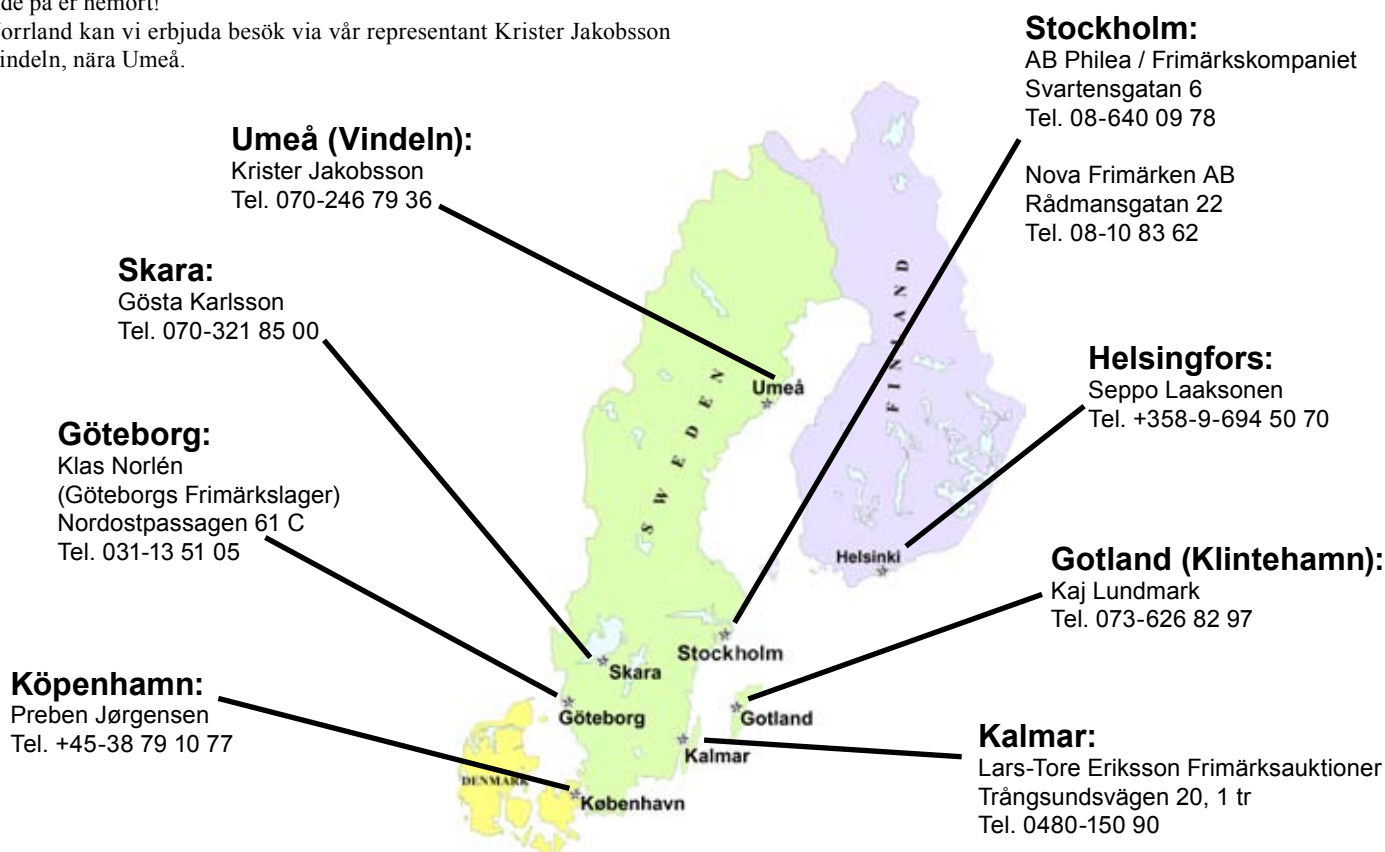 de på er hemort!
orrland kan vi erbjuda besök via vår representant Krister Jakobsson
indeln, nära Umeå.
Stockholm:
AB Philea / Frimärkskompaniet
Svartensgatan 6
Tel. 08-640 09 78
Nova Frimärken AB
Rådmansgatan 22
Tel. 08-10 83 62
Umeå (Vindeln):
Krister Jakobsson
Tel. 070-246 79 36
Skara:
Gösta Karlsson
Tel. 070-321 85 00
Helsingfors:
Seppo Laaksonen
Tel. +358-9-694 50 70
Göteborg:
Klas Norlén
(Göteborgs Frimärkslager)
Nordostpassagen 61 C
Tel. 031-13 51 05
Gotland (Klintehamn):
Kaj Lundmark
Tel. 073-626 82 97
Köpenhamn:
Preben Jørgensen
Tel. +45-38 79 10 77
Kalmar:
Lars-Tore Eriksson Frimärksauktioner
Trångsundsvägen 20, 1 tr
Tel. 0480-150 90
FINLAND
SWEDEN
Umeå
Helsinki
Stockholm
Skara
Göteborg
Gotland
Kalmar
DENMARK
København